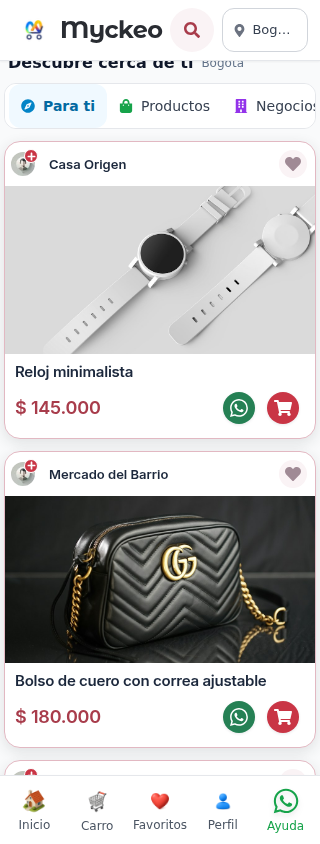 Myckeo
Bog...
Descubre cerca de ti Bogotá
Para ti Productos Negocios
Casa Origen
Reloj minimalista
$ 145.000
Mercado del Barrio
GG
Bolso de cuero con correa ajustable
$ 180.000
Inicio Carro Favoritos Perfil Ayuda